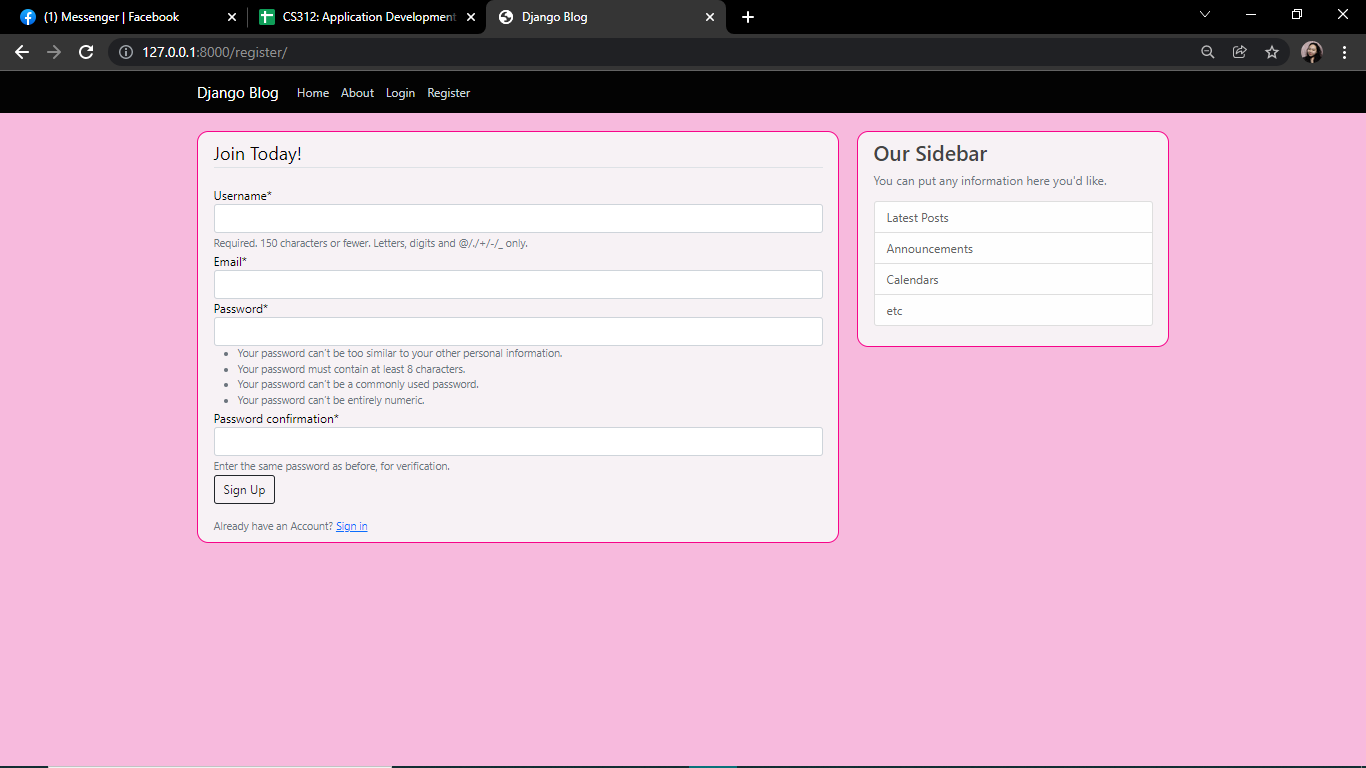 (1) Messenger | Facebook
CS312: Application Development
Django Blog
127.0.0.1:8000/register/
Django Blog Home About Login Register
Join Today!
Username*
Required. 150 characters or fewer. Letters, digits and @/./+/-/_ only.
Email*
Password*
Your password can't be too similar to your other personal information.
Your password must contain at least 8 characters.
Your password can't be a commonly used password.
Your password can't be entirely numeric.
Password confirmation*
Enter the same password as before, for verification.
Sign Up
Already have an Account? Sign in
Our Sidebar
You can put any information here you'd like.
Latest Posts
Announcements
Calendars
etc